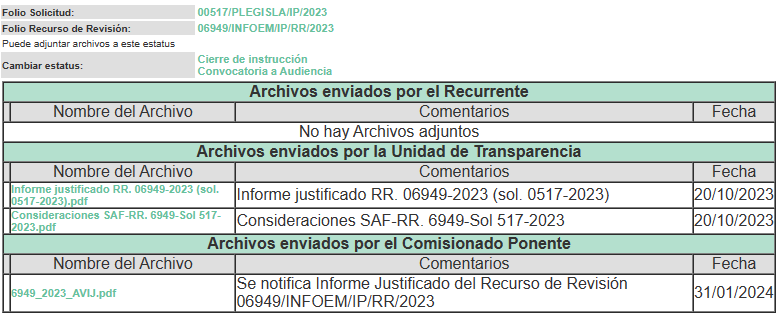 Folio Solicitud: 00517/PLEGISLA/IP/2023
Folio Recurso de Revisión: 06949/INFOEM/IP/RR/2023
Puede adjuntar archivos a este estatus
Cambiar estatus: Cierre de instrucción
Convocatoria a Audiencia
Archivos enviados por el Recurrente
Nombre del Archivo Comentarios Fecha
No hay Archivos adjuntos
Archivos enviados por la Unidad de Transparencia
Nombre del Archivo Comentarios Fecha
Informe justificado RR. 06949-2023 (sol. 0517-2023).pdf Informe justificado RR. 06949-2023 (sol. 0517-2023) 20/10/2023
Consideraciones SAF-RR. 6949-Sol 517-2023.pdf Consideraciones SAF-RR. 6949-Sol 517-2023 20/10/2023
Archivos enviados por el Comisionado Ponente
Nombre del Archivo Comentarios Fecha
6949_2023_AVIJ.pdf Se notifica Informe Justificado del Recurso de Revisión 06949/INFOEM/IP/RR/2023 31/01/2024